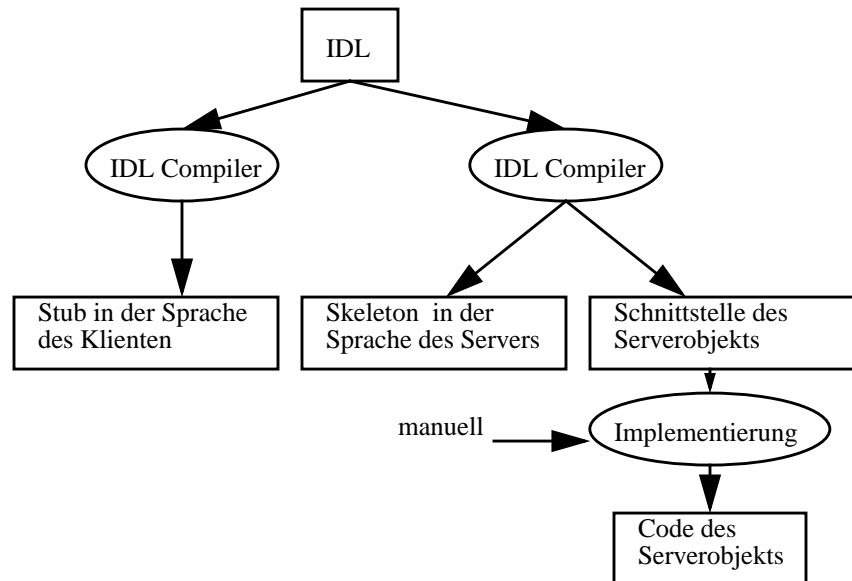 IDL
IDL Compiler
IDL Compiler
Stub in der Sprache
des Klienten
Skeleton in der
Sprache des Servers
Schnittstelle des
Serverobjekts
manuell
Implementierung
Code des
Serverobjekts